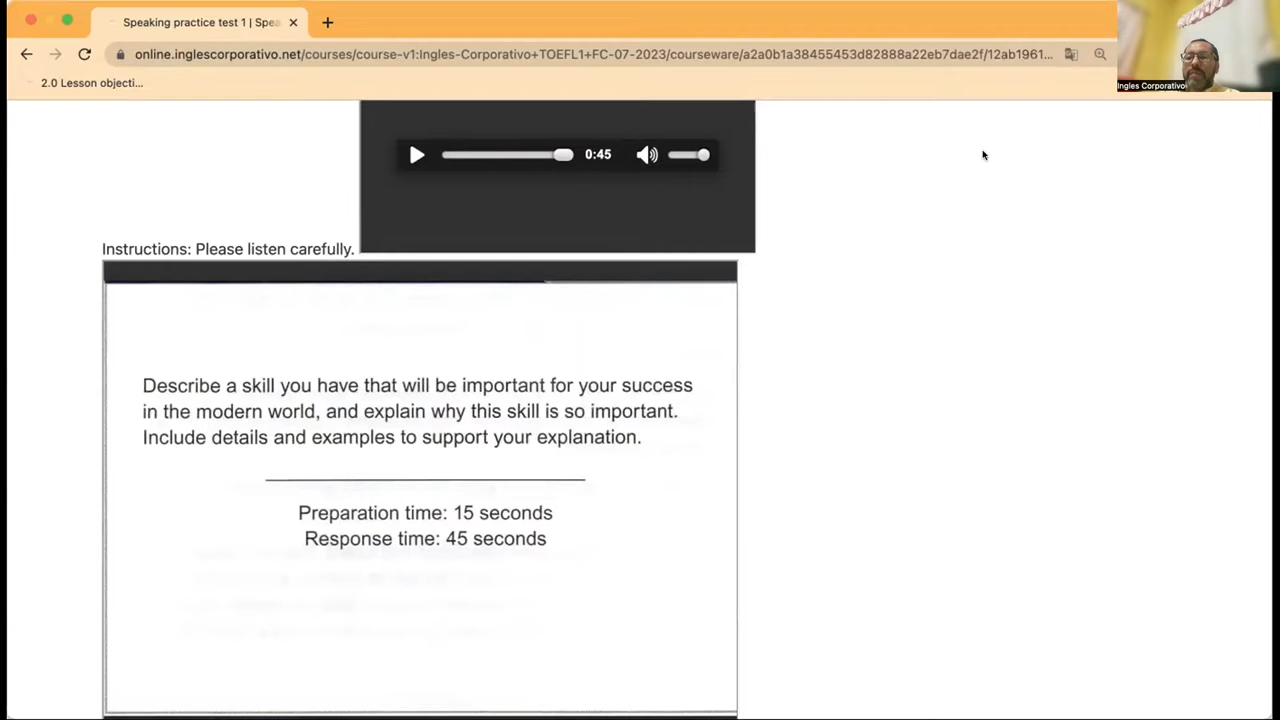 Speaking practice test 1 | Spea
online.inglescorporativo.net/courses/course-v1:Ingles-Corporativo+TOEFL1+FC-07-2023/courseware/a2a0b1a38455453d82888a22eb7dae2f/12ab1961...
2.0 Lesson objecti...
Ingles Corporativo
0:45
Instructions: Please listen carefully.
Describe a skill you have that will be important for your success
in the modern world, and explain why this skill is so important.
Include details and examples to support your explanation.
Preparation time: 15 seconds
Response time: 45 seconds